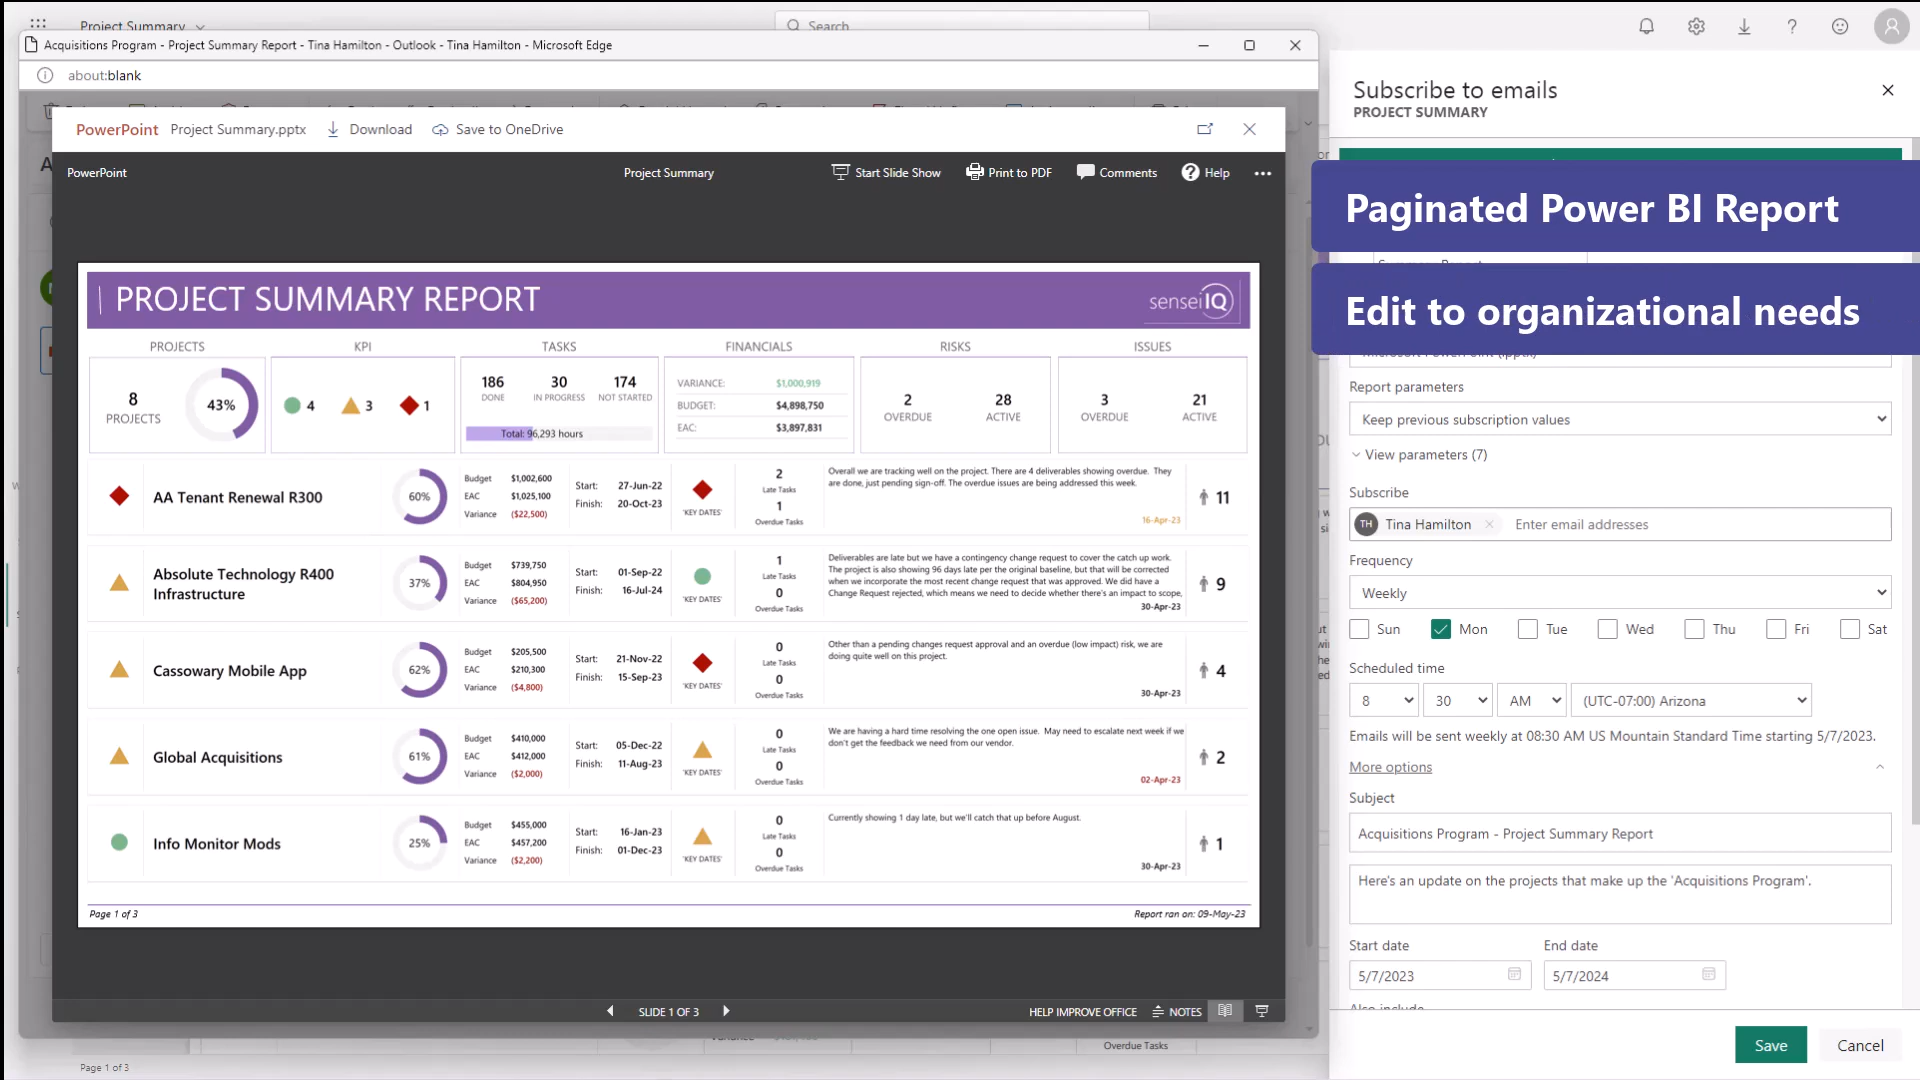 Project Summary
Search
Acquisitions Program - Project Summary Report - Tina Hamilton - Outlook - Tina Hamilton - Microsoft Edge
about:blank
PowerPoint Project Summary.pptx Download Save to OneDrive
PowerPoint Project Summary Start Slide Show Print to PDF Comments Help
PROJECT SUMMARY REPORT
senseiIQ
PROJECTS KPI TASKS FINANCIALS RISKS ISSUES
8
PROJECTS
43%
4 3 1
186 30 174
DONE IN PROGRESS NOT STARTED
Total: 96,293 hours
VARIANCE: $1,000,919
BUDGET: $4,898,750
EAC: $3,897,831
2 28
OVERDUE ACTIVE
3 21
OVERDUE ACTIVE
AA Tenant Renewal R300
60%
Budget $1,002,600
EAC $1,025,100
Variance ($22,500)
Start: 27-Jun-22
Finish: 20-Oct-23
'KEY DATES'
2
Late Tasks
1
Overdue Tasks
Overall we are tracking well on the project. There are 4 deliverables showing overdue. They
are done, just pending sign-off. The overdue issues are being addressed this week.
16-Apr-23
11
Absolute Technology R400
Infrastructure
37%
Budget $739,750
EAC $804,950
Variance ($65,200)
Start: 01-Sep-22
Finish: 16-Jul-24
'KEY DATES'
1
Late Tasks
0
Overdue Tasks
Deliverables are late but we have a contingency change request to cover the catch up work.
The project is also showing 96 days late per the original baseline, but that will be corrected
when we incorporate the most recent change request that was approved. We did have a
Change Request rejected, which means we need to decide whether there's an impact to scope,
30-Apr-23
9
Cassowary Mobile App
62%
Budget $205,500
EAC $210,300
Variance ($4,800)
Start: 21-Nov-22
Finish: 15-Sep-23
'KEY DATES'
0
Late Tasks
0
Overdue Tasks
Other than a pending changes request approval and an overdue (low impact) risk, we are
doing quite well on this project.
30-Apr-23
4
Global Acquisitions
61%
Budget $410,000
EAC $412,000
Variance ($2,000)
Start: 05-Dec-22
Finish: 11-Aug-23
'KEY DATES'
0
Late Tasks
0
Overdue Tasks
We are having a hard time resolving the one open issue. May need to escalate next week if we
don't get the feedback we need from our vendor.
02-Apr-23
2
Info Monitor Mods
25%
Budget $455,000
EAC $457,200
Variance ($2,200)
Start: 16-Jan-23
Finish: 01-Dec-23
'KEY DATES'
0
Late Tasks
0
Overdue Tasks
Currently showing 1 day late, but we'll catch that up before August.
30-Apr-23
1
Page 1 of 3
Report ran on: 09-May-23
SLIDE 1 OF 3
HELP IMPROVE OFFICE NOTES
Overdue Tasks
Page 1 of 3
Subscribe to emails
PROJECT SUMMARY
Paginated Power BI Report
Edit to organizational needs
Report parameters
Keep previous subscription values
View parameters (7)
Subscribe
TH Tina Hamilton Enter email addresses
Frequency
Weekly
Sun Mon Tue Wed Thu Fri Sat
Scheduled time
8 30 AM (UTC-07:00) Arizona
Emails will be sent weekly at 08:30 AM US Mountain Standard Time starting 5/7/2023.
More options
Subject
Acquisitions Program - Project Summary Report
Here's an update on the projects that make up the 'Acquisitions Program'.
Start date End date
5/7/2023 5/7/2024
Also include
Save Cancel